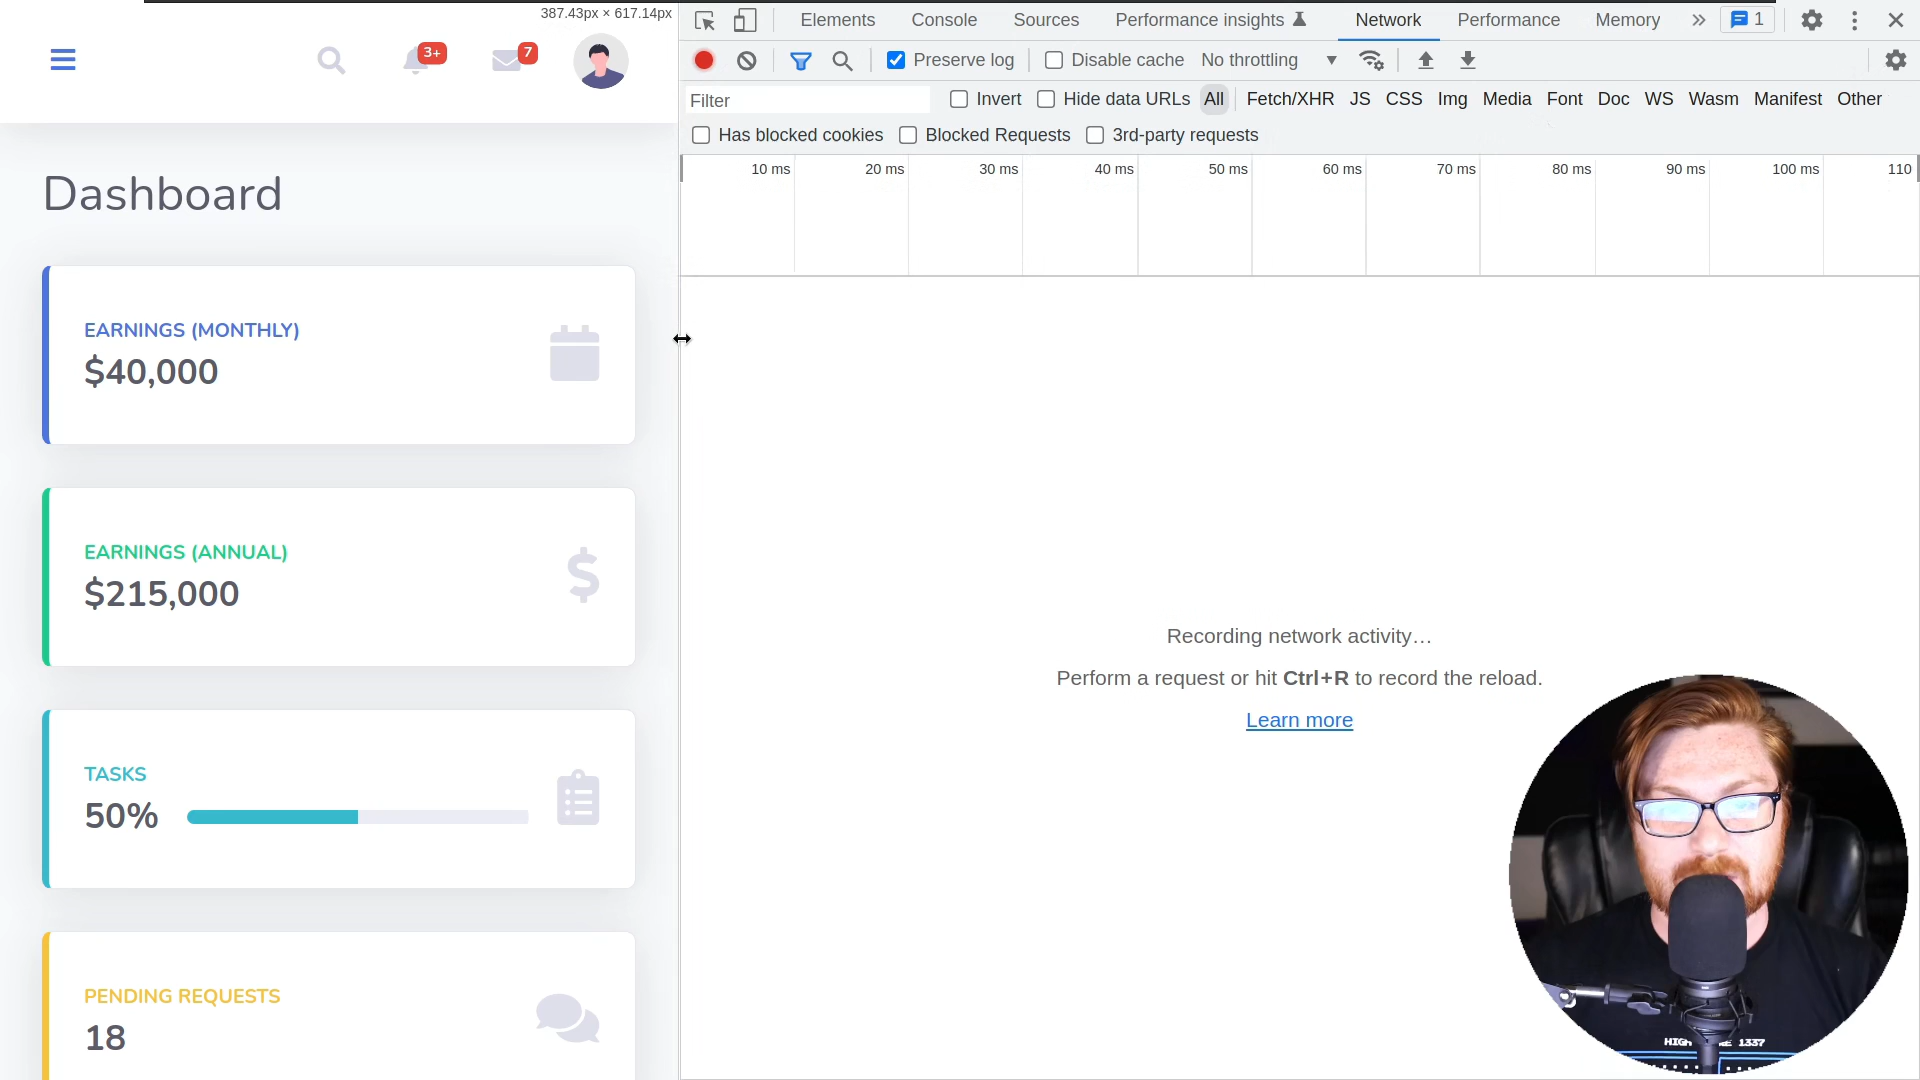 387.43px × 617.14px
Elements Console Sources Performance insights Network Performance Memory 1
Preserve log Disable cache No throttling
Filter Invert Hide data URLs All Fetch/XHR JS CSS Img Media Font Doc WS Wasm Manifest Other
Has blocked cookies Blocked Requests 3rd-party requests
10 ms 20 ms 30 ms 40 ms 50 ms 60 ms 70 ms 80 ms 90 ms 100 ms 110
3+ 7
Dashboard
EARNINGS (MONTHLY)
$40,000
EARNINGS (ANNUAL)
$215,000
TASKS
50%
PENDING REQUESTS
18
Recording network activity…
Perform a request or hit Ctrl+R to record the reload.
Learn more
1337